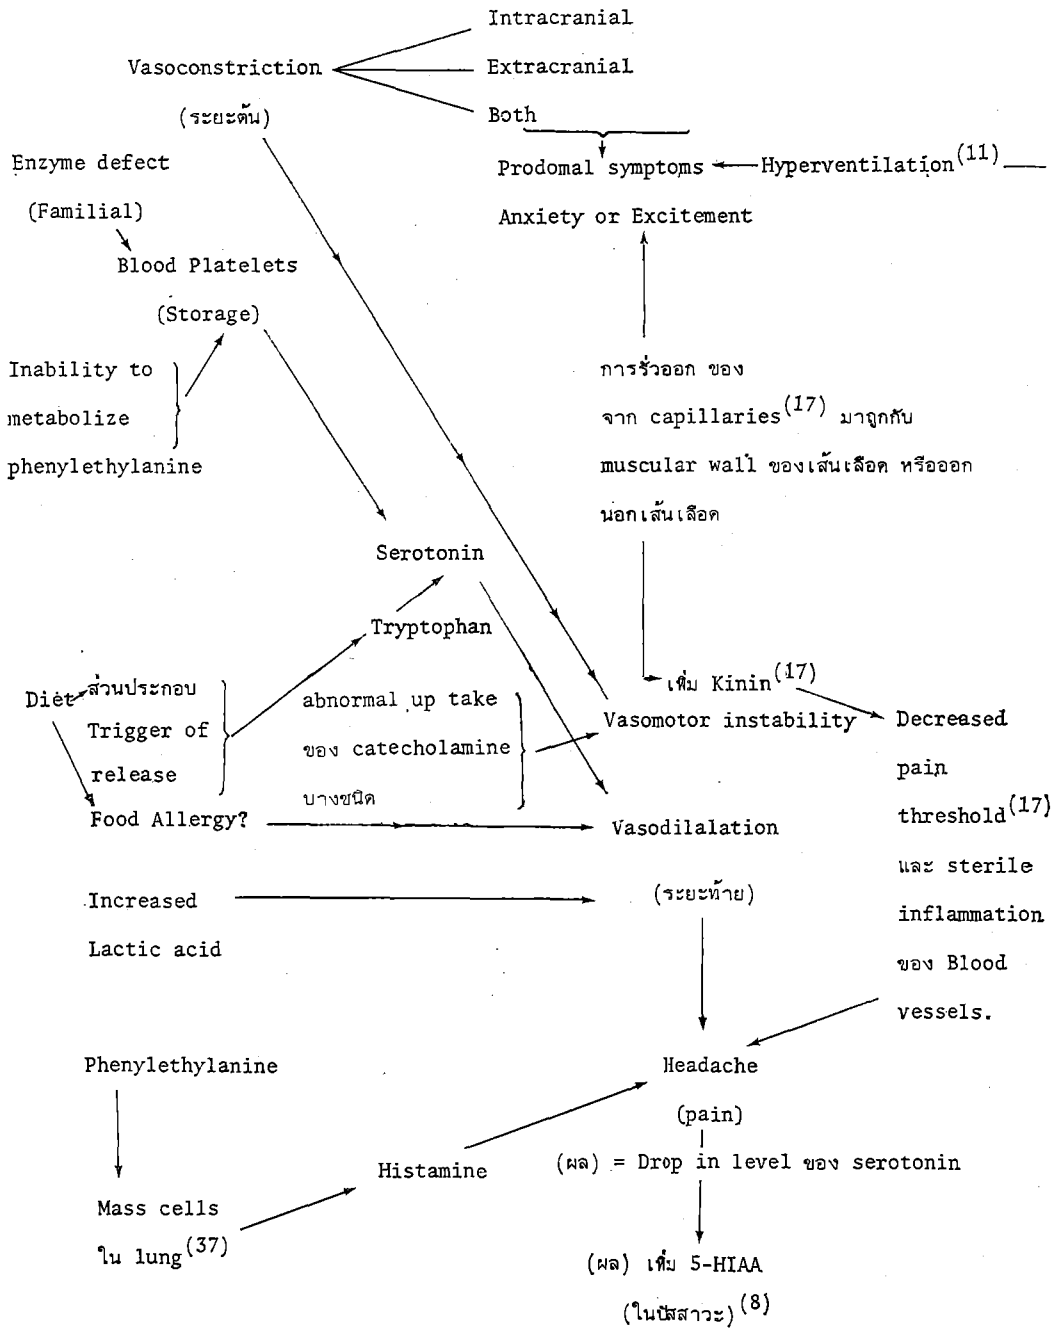 Intracranial
Vasoconstriction
Extracranial
(ระยะต้น)
Both
Enzyme defect
(Familial)
Prodomal symptoms
Hyperventilation(11)
Anxiety or Excitement
Blood Platelets
(Storage)
Inability to
metabolize
phenylethylanine
การรั่วออก ของ
จาก capillaries(17) มาถูกกับ
muscular wall ของเส้นเลือด หรือออก
นอกเส้นเลือด
Serotonin
Tryptophan
Diet
ส่วนประกอบ
Trigger of
release
Food Allergy?
abnormal up take
ของ catecholamine
บางชนิด
เพิ่ม Kinin(17)
Vasomotor instability
Decreased
pain
threshold(17)
และ sterile
inflammation
ของ Blood
vessels.
Vasodilalation
(ระยะท้าย)
Increased
Lactic acid
Phenylethylanine
Mass cells
ใน lung(37)
Histamine
Headache
(pain)
(ผล) = Drop in level ของ serotonin
(ผล) เพิ่ม 5-HIAA
(ในปัสสาวะ)(8)